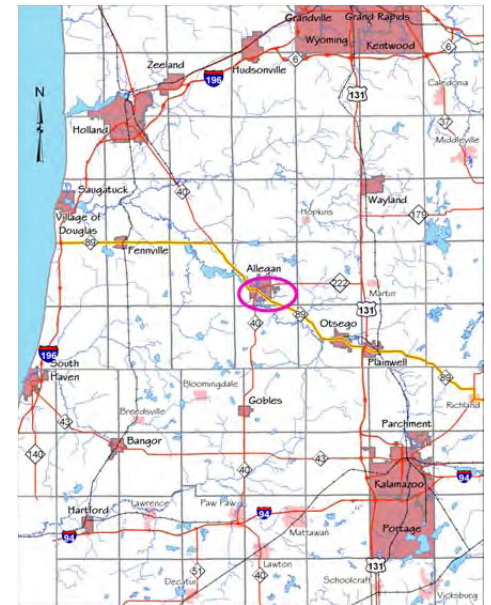 Grandville
Grand Rapids
Wyoming
Kentwood
6
Zeeland
Hudsonville
6
196
Caledonia
N
S
131
37
Holland
Middleville
40
Wayland
Saugatuck
Village of
Douglas
Hopkins
179
89
Fennville
Allegan
222
Martin
131
89
40
Otsego
Plainwell
196
South
Haven
89
Bloomingdale
Richland
Gobles
Breedsville
43
Parchment
140
Bangor
43
40
94
Kalamazoo
Lawrence
Paw Paw
Hartford
94
94
Mattawan
Portage
Lawton
51
Decatur
40
131
Schoolcraft
Vicksburg